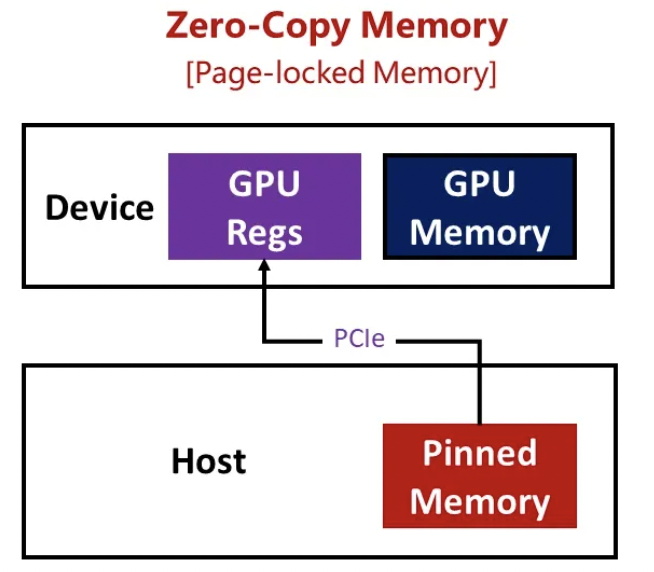 Zero-Copy Memory
[Page-locked Memory]
Device
GPU
Regs
GPU
Memory
PCIe
Host
Pinned
Memory